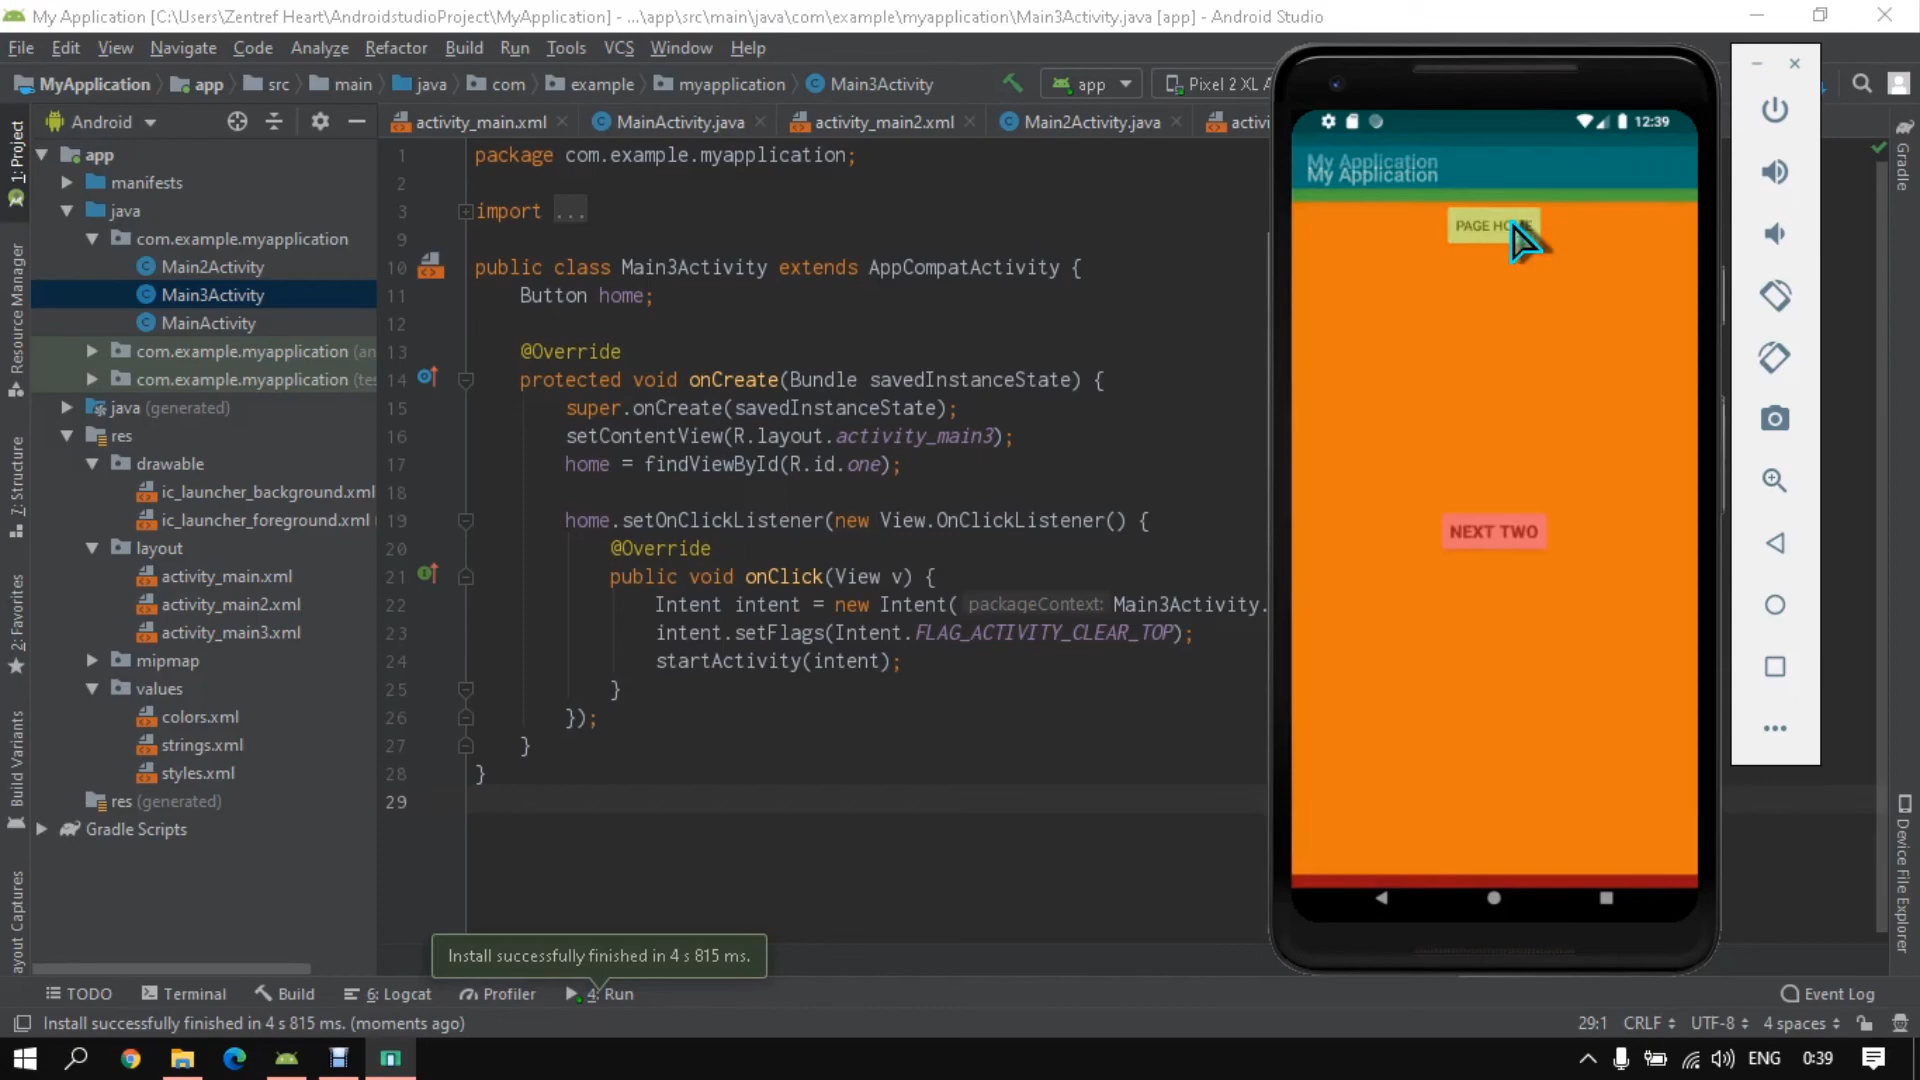 My Application [C:\Users\Zentref Heart\AndroidstudioProject\MyApplication] - ...\app\src\main\java\com\example\myapplication\Main3Activity.java [app] - Android Studio
File Edit View Navigate Code Analyze Refactor Build Run Tools VCS Window Help
MyApplication app src main java com example myapplication Main3Activity app Pixel 2 XL
Android activity_main.xml MainActivity.java activity_main2.xml Main2Activity.java
1: Project
Resource Manager
7: Structure
2: Favorites
Build Variants
ayout Captures
app
manifests
java
com.example.myapplication
Main2Activity
Main3Activity
MainActivity
com.example.myapplication
com.example.myapplication
java (generated)
res
drawable
ic_launcher_background.xml
ic_launcher_foreground.xml
layout
activity_main.xml
activity_main2.xml
activity_main3.xml
mipmap
values
colors.xml
strings.xml
styles.xml
res (generated)
Gradle Scripts
1 package com.example.myapplication;
2
3 import ...
9
10 public class Main3Activity extends AppCompatActivity {
11 Button home;
12
13 @Override
14 protected void onCreate(Bundle savedInstanceState) {
15 super.onCreate(savedInstanceState);
16 setContentView(R.layout.activity_main3);
17 home = findViewById(R.id.one);
18
19 home.setOnClickListener(new View.OnClickListener() {
20 @Override
21 public void onClick(View v) {
22 Intent intent = new Intent( packageContext: Main3Activity.
23 intent.setFlags(Intent.FLAG_ACTIVITY_CLEAR_TOP);
24 startActivity(intent);
25 }
26 });
27 }
28 }
29
12:39
My Application
My Application
PAGE HOME
NEXT TWO
Gradle
Device File Explorer
Install successfully finished in 4 s 815 ms.
TODO Terminal Build 6: Logcat Profiler 4: Run Event Log
Install successfully finished in 4 s 815 ms. (moments ago) 29:1 CRLF UTF-8 4 spaces
ENG 0:39